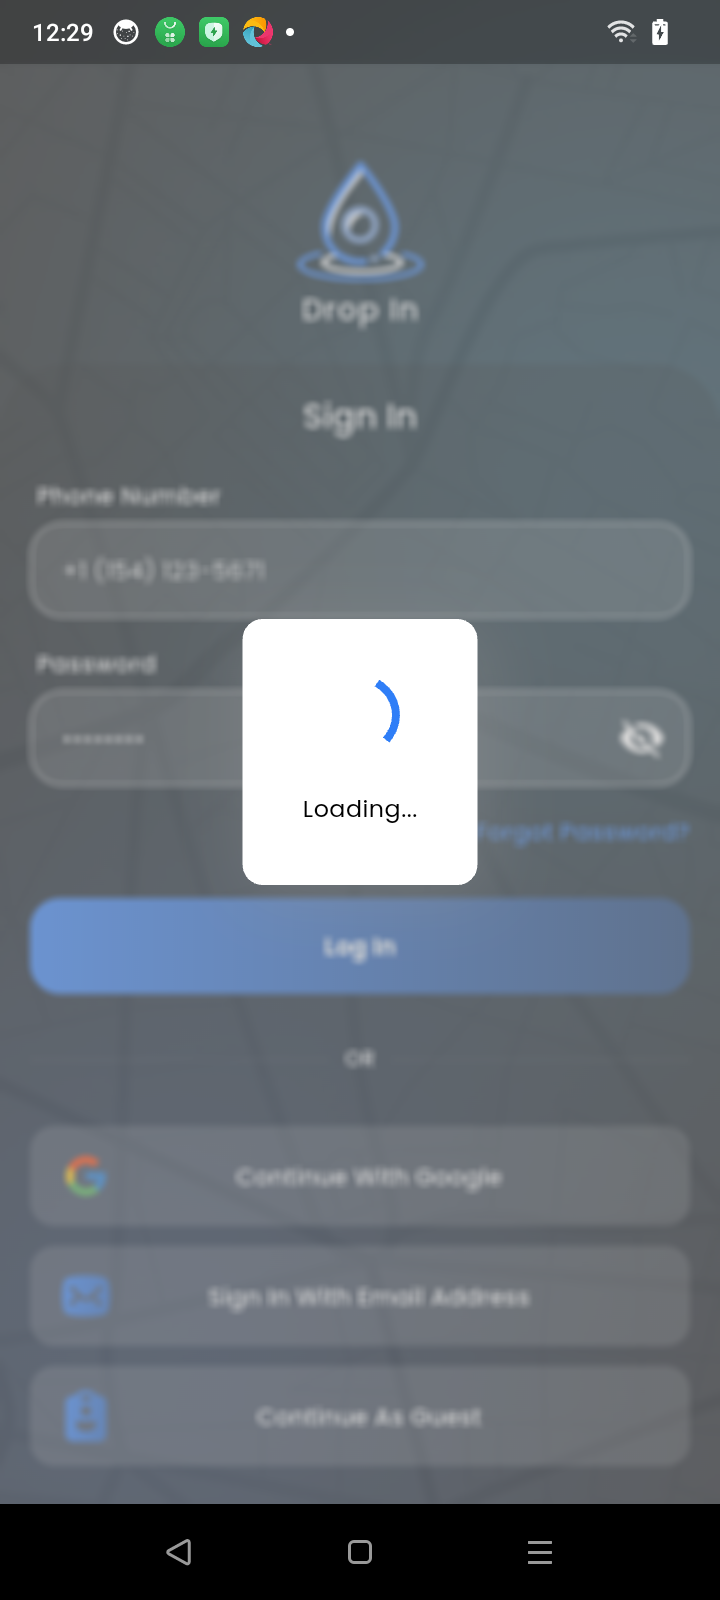 12:29
Drop In
Sign In
Phone Number
+1 (154) 123-5671
Password
Loading...
Forgot Password?
Log In
OR
Continue With Google
Sign In With Email Address
Continue As Guest